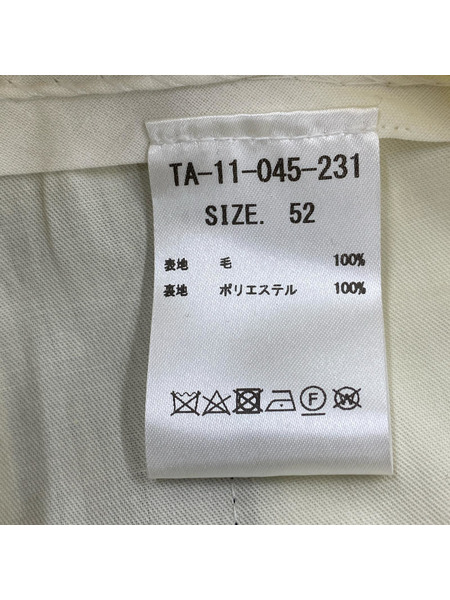 TA-11-045-231
SIZE. 52
表地 毛 100%
裏地 ポリエステル 100%
F W